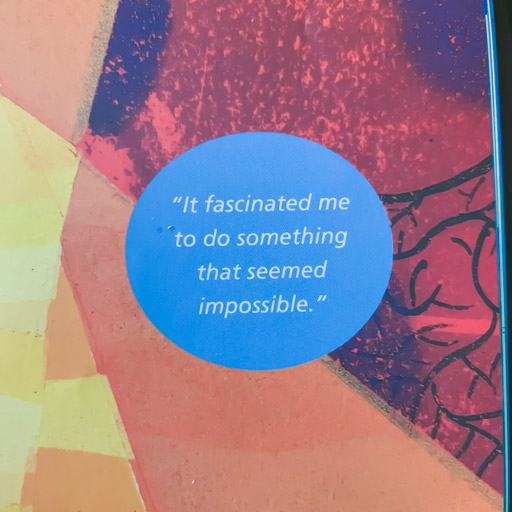 “It fascinated me
to do something
that seemed
impossible.”